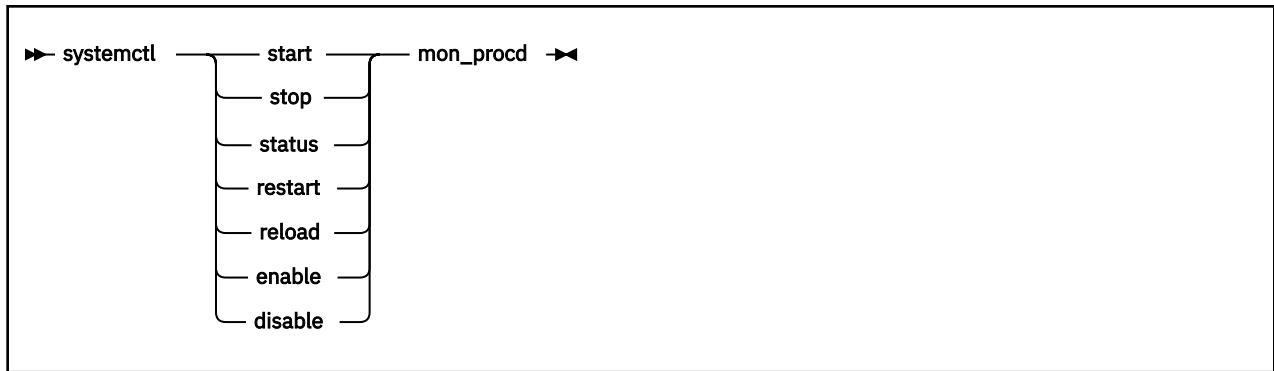 systemctl start mon_procd
stop
status
restart
reload
enable
disable